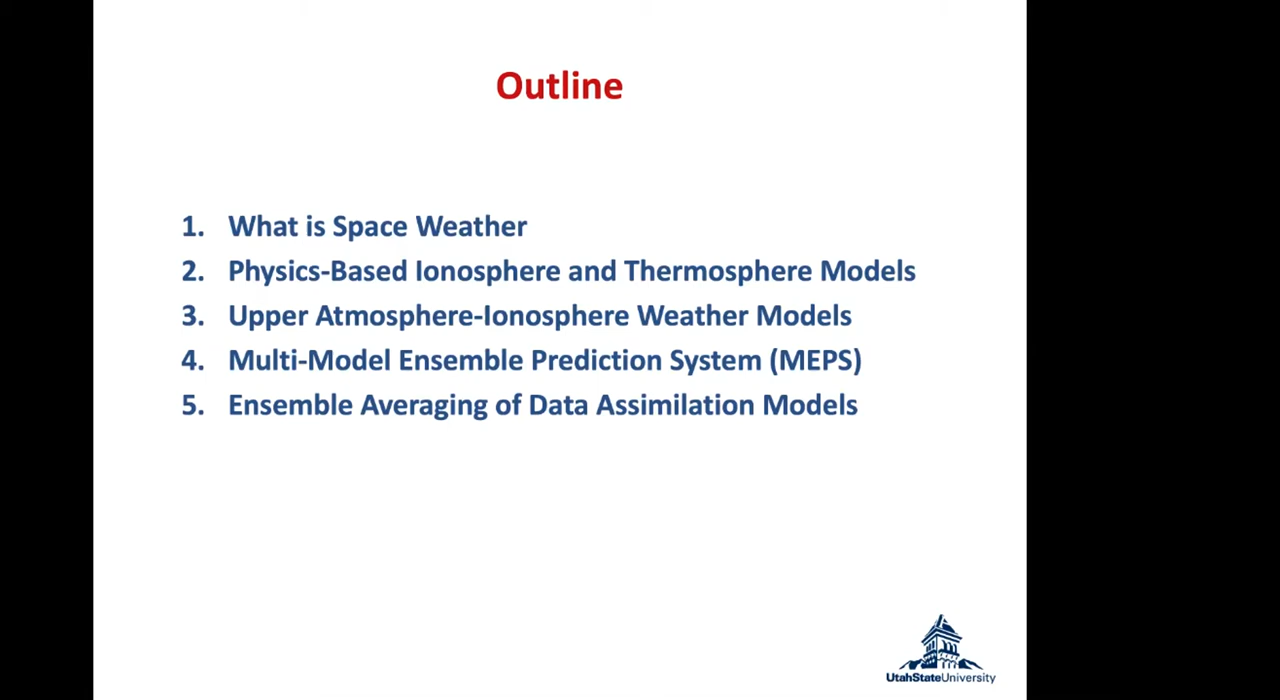 Outline
1. What is Space Weather
2. Physics-Based Ionosphere and Thermosphere Models
3. Upper Atmosphere-Ionosphere Weather Models
4. Multi-Model Ensemble Prediction System (MEPS)
5. Ensemble Averaging of Data Assimilation Models
UtahStateUniversity